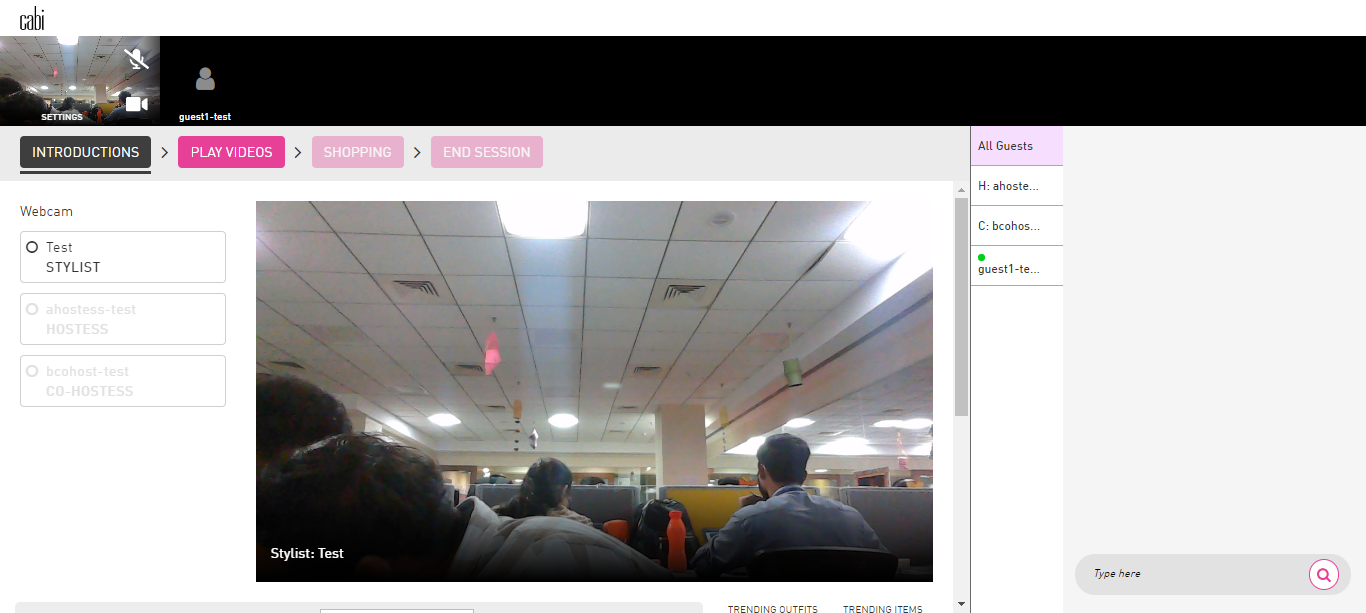 cabi
SETTINGS
guest1-test
INTRODUCTIONS
PLAY VIDEOS
SHOPPING
END SESSION
Webcam
Test
STYLIST
ahostess-test
HOSTESS
bcohost-test
CO-HOSTESS
Stylist: Test
TRENDING OUTFITS
TRENDING ITEMS
All Guests
H: ahoste...
C: bcohos...
guest1-te...
Type here